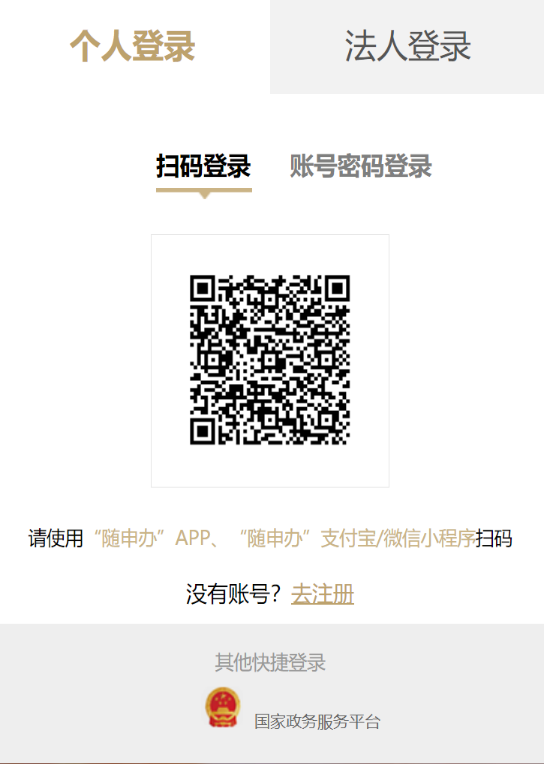 个人登录 法人登录
扫码登录 账号密码登录
请使用“随申办”APP、“随申办”支付宝/微信小程序扫码
没有账号？去注册
其他快捷登录
国家政务服务平台